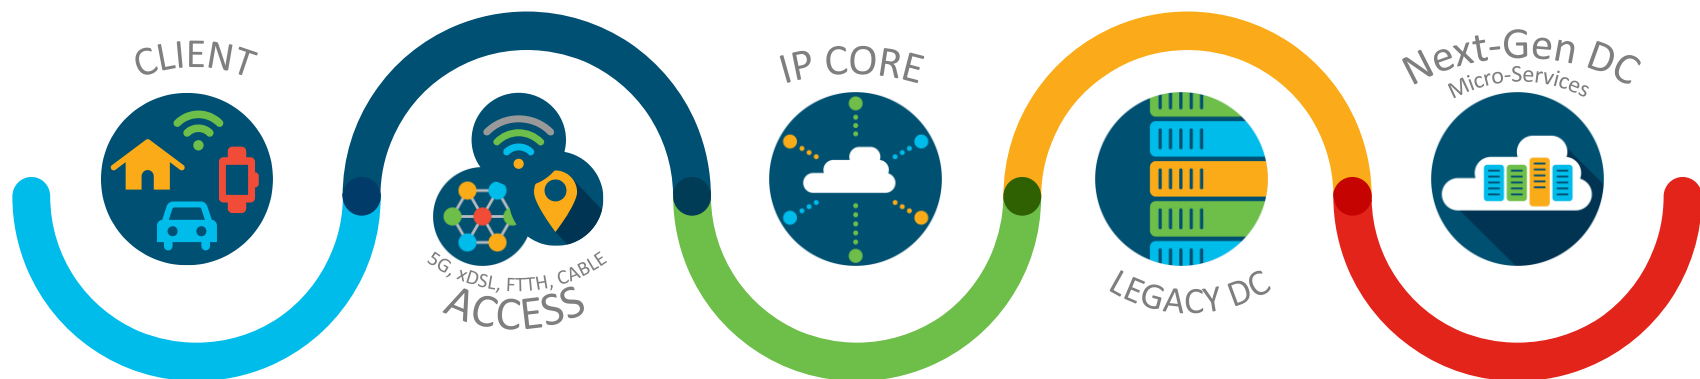 CLIENT
5G, xDSL, FTTH, CABLE
ACCESS
IP CORE
LEGACY DC
Next-Gen DC
Micro-Services